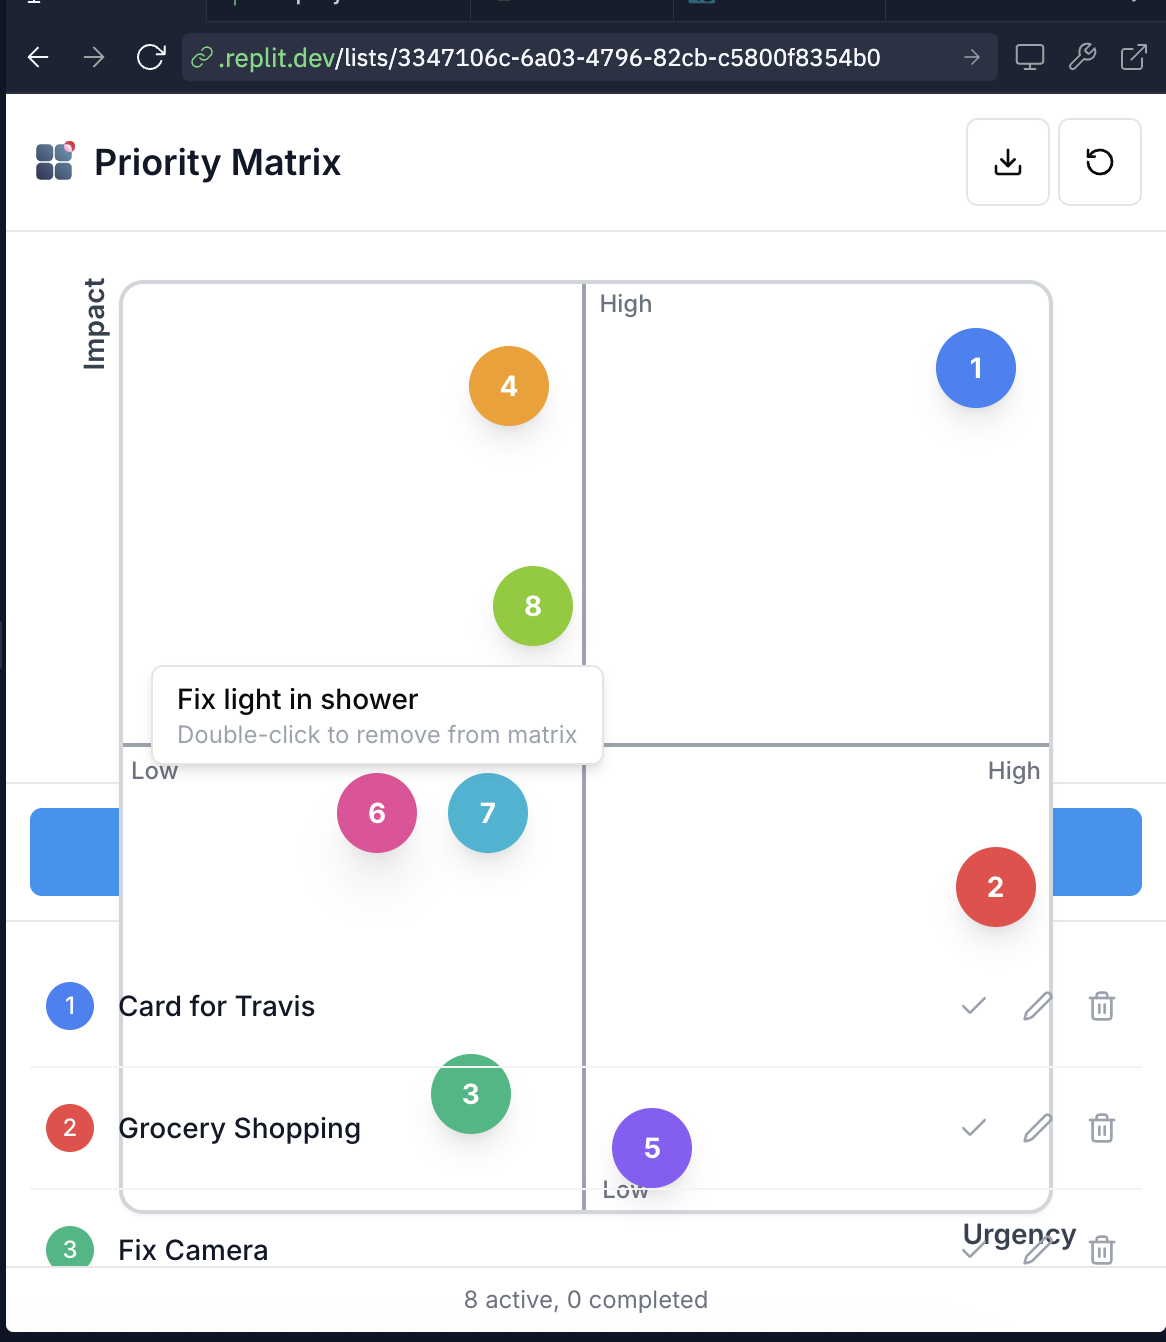 .replit.dev/lists/3347106c-6a03-4796-82cb-c5800f8354b0
Priority Matrix
Impact
High
4
1
8
Fix light in shower
Double-click to remove from matrix
Low
High
6
7
2
1 Card for Travis
3
2 Grocery Shopping
5
Low
Urgency
3 Fix Camera
8 active, 0 completed